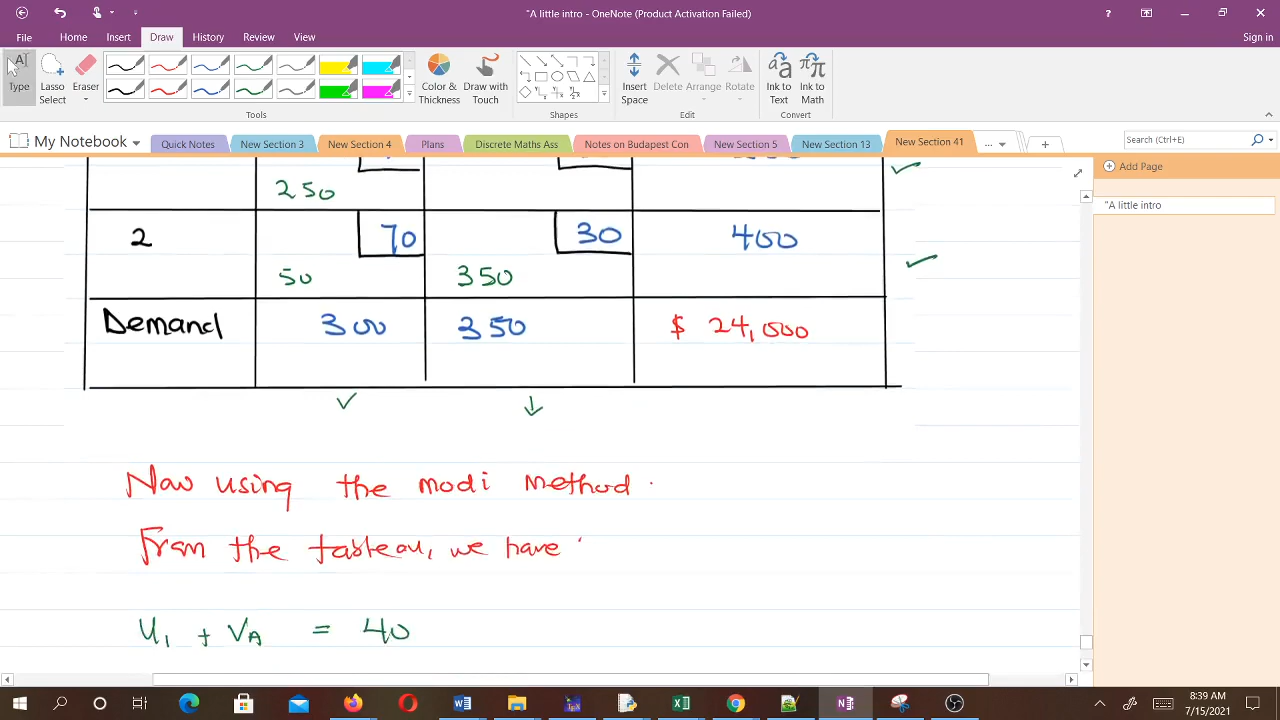 "A little intro - OneNote (Product Activation Failed)
File Home Insert Draw History Review View Sign in
Type Lasso Select Eraser Color & Thickness Draw with Touch Insert Space Delete Arrange Rotate Ink to Text Ink to Math
Tools Shapes Edit Convert
My Notebook Quick Notes New Section 3 New Section 4 Plans Discrete Maths Ass Notes on Budapest Con New Section 5 New Section 13 New Section 41 ... Search (Ctrl+E)
Add Page
"A little intro
250
2 70 30 400
50 350
Demand 300 350 $ 24,000
Now using the modi method.
From the tableau, we have
U1 + VA = 40
8:39 AM
7/15/2021